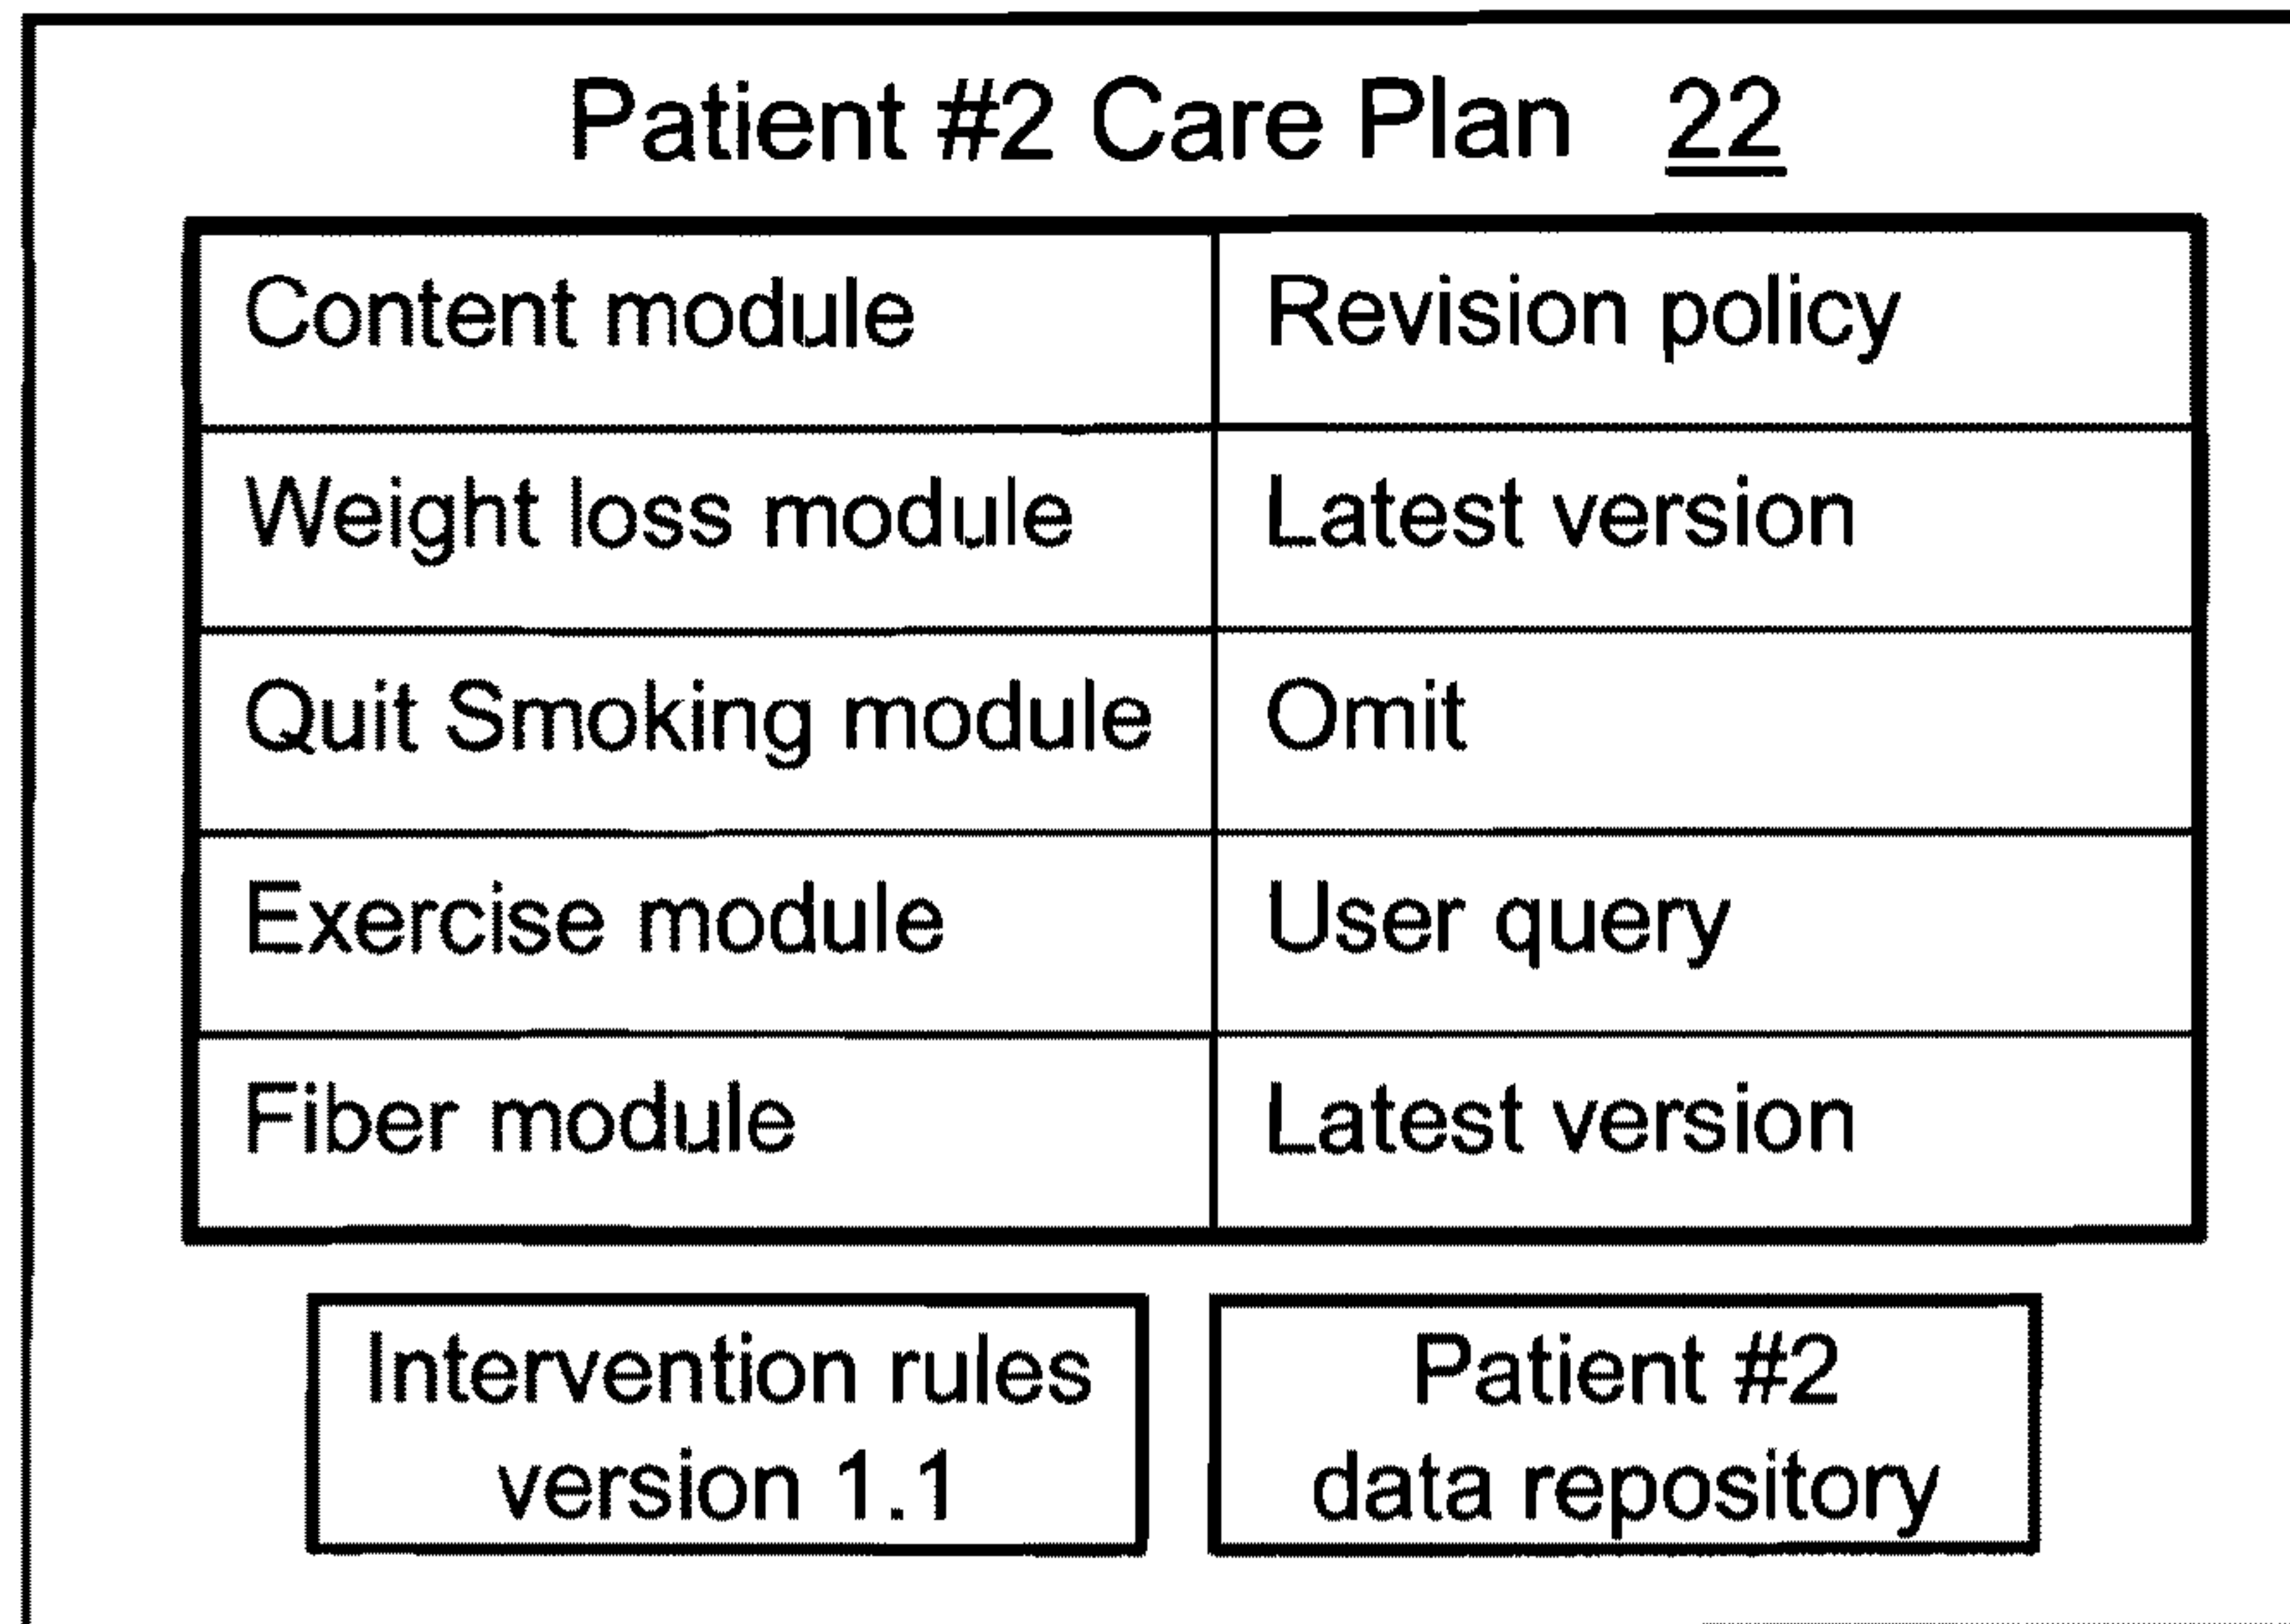 Patient #2 Care Plan 22
Content module Revision policy
Weight loss module Latest version
Quit Smoking module Omit
Exercise module User query
Fiber module Latest version
Intervention rules
version 1.1
Patient #2
data repository